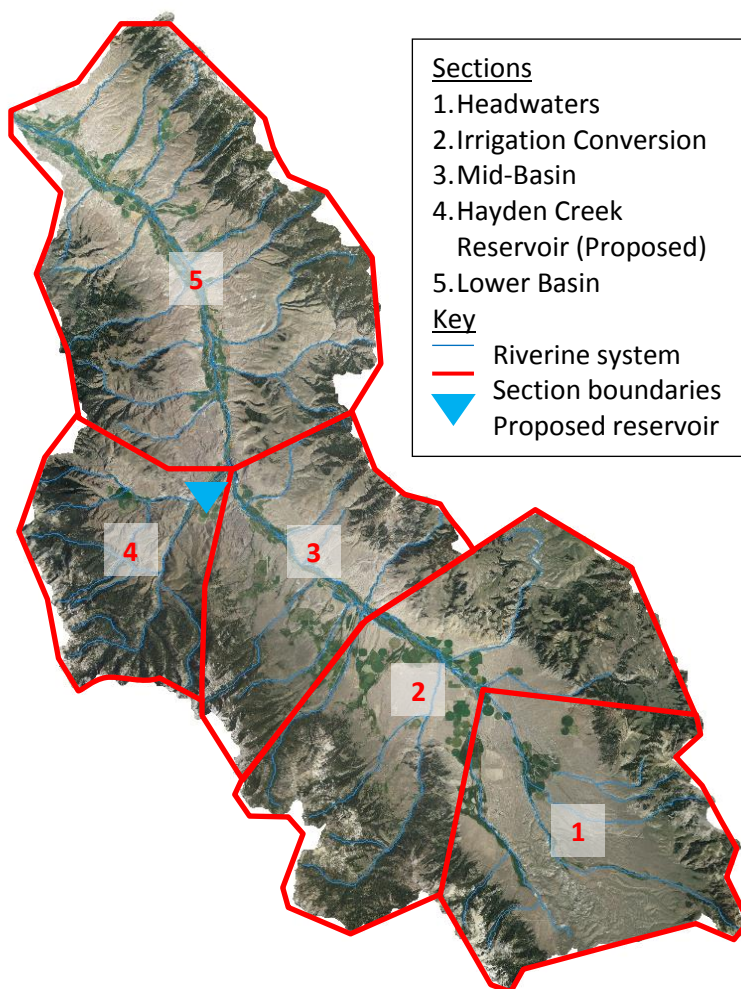 Sections
1.Headwaters
2.Irrigation Conversion
3.Mid-Basin
4.Hayden Creek
Reservoir (Proposed)
5.Lower Basin
Key
Riverine system
Section boundaries
Proposed reservoir
5
4
3
2
1